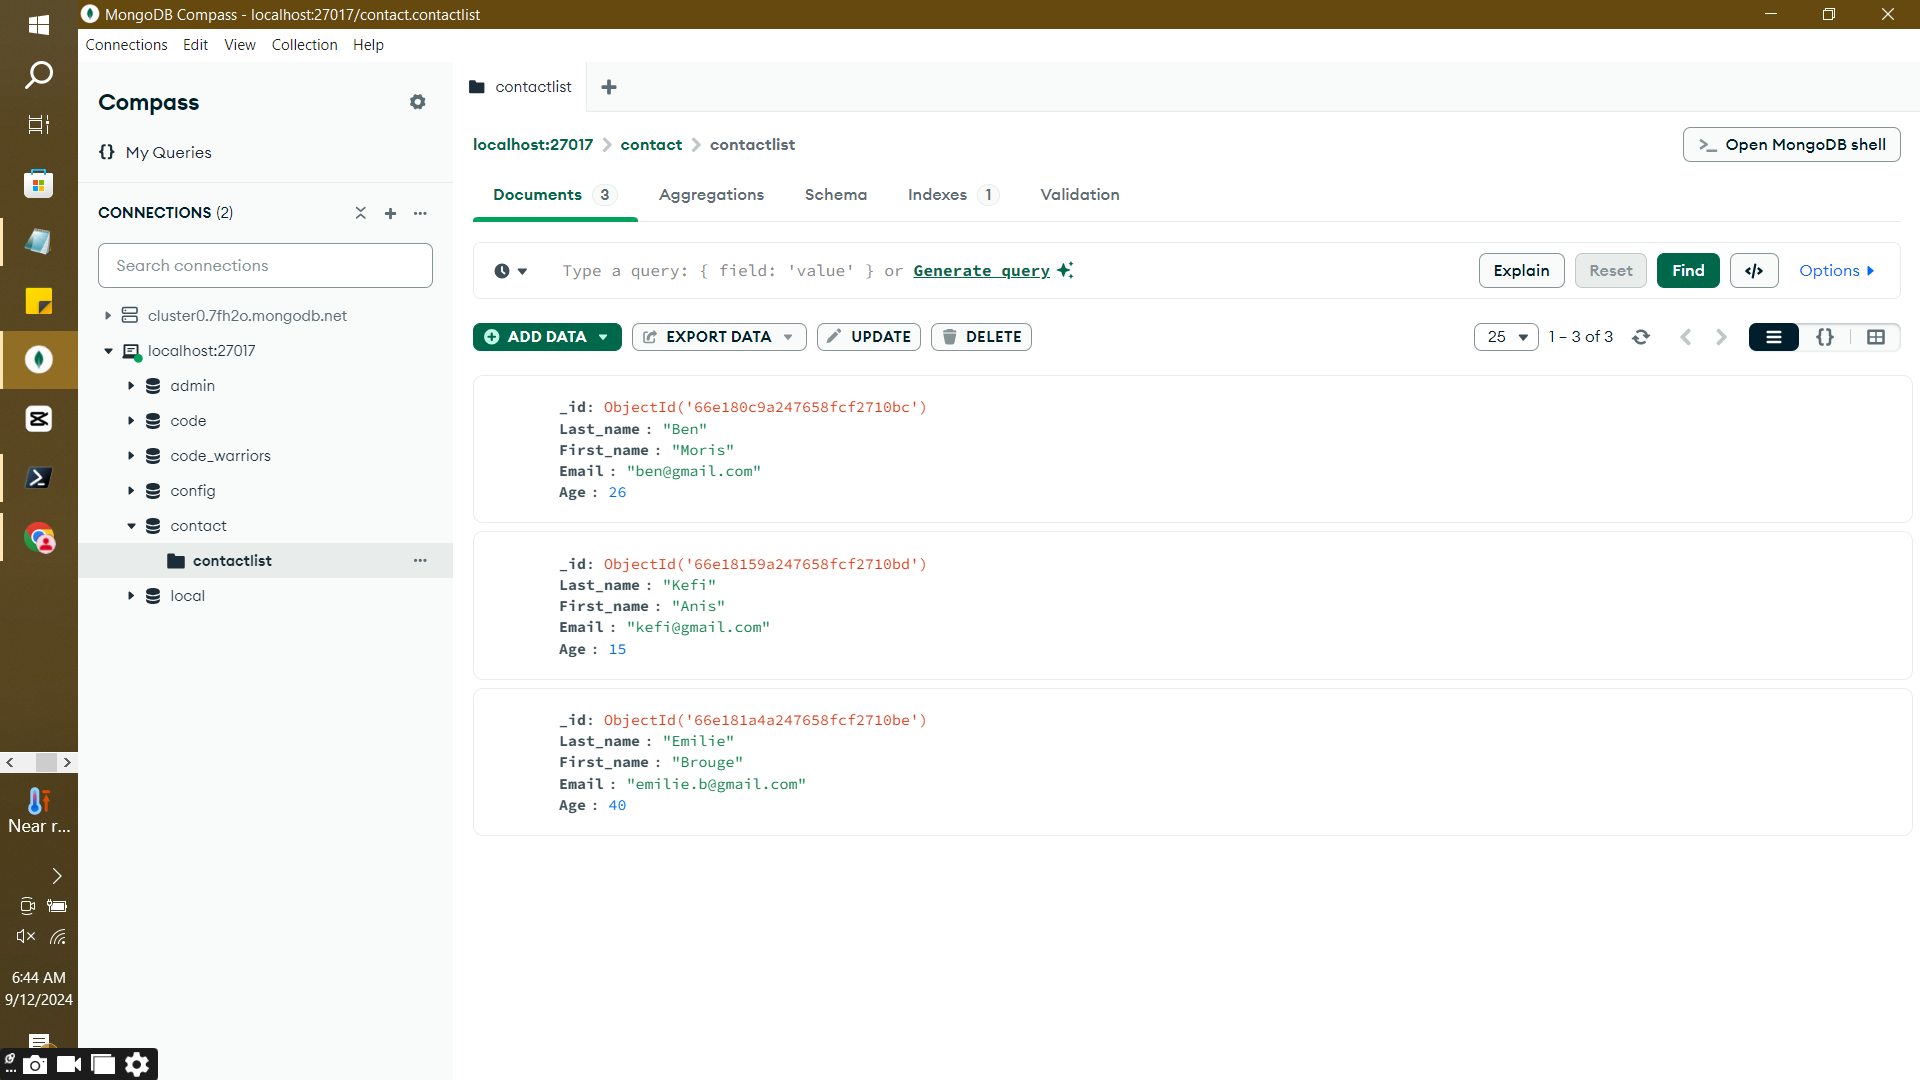 MongoDB Compass - localhost:27017/contact.contactlist
Connections Edit View Collection Help
Compass
{} My Queries
CONNECTIONS (2)
Search connections
cluster0.7fh2o.mongodb.net
localhost:27017
admin
code
code_warriors
config
contact
contactlist
local
contactlist
localhost:27017 > contact > contactlist
>_ Open MongoDB shell
Documents 3 Aggregations Schema Indexes 1 Validation
Type a query: { field: 'value' } or Generate query
Explain Reset Find </> Options
ADD DATA EXPORT DATA UPDATE DELETE
25 1 – 3 of 3 {}
_id: ObjectId('66e180c9a247658fcf2710bc')
Last_name : "Ben"
First_name : "Moris"
Email : "ben@gmail.com"
Age : 26
_id: ObjectId('66e18159a247658fcf2710bd')
Last_name : "Kefi"
First_name : "Anis"
Email : "kefi@gmail.com"
Age : 15
_id: ObjectId('66e181a4a247658fcf2710be')
Last_name : "Emilie"
First_name : "Brouge"
Email : "emilie.b@gmail.com"
Age : 40
Near r...
6:44 AM
9/12/2024